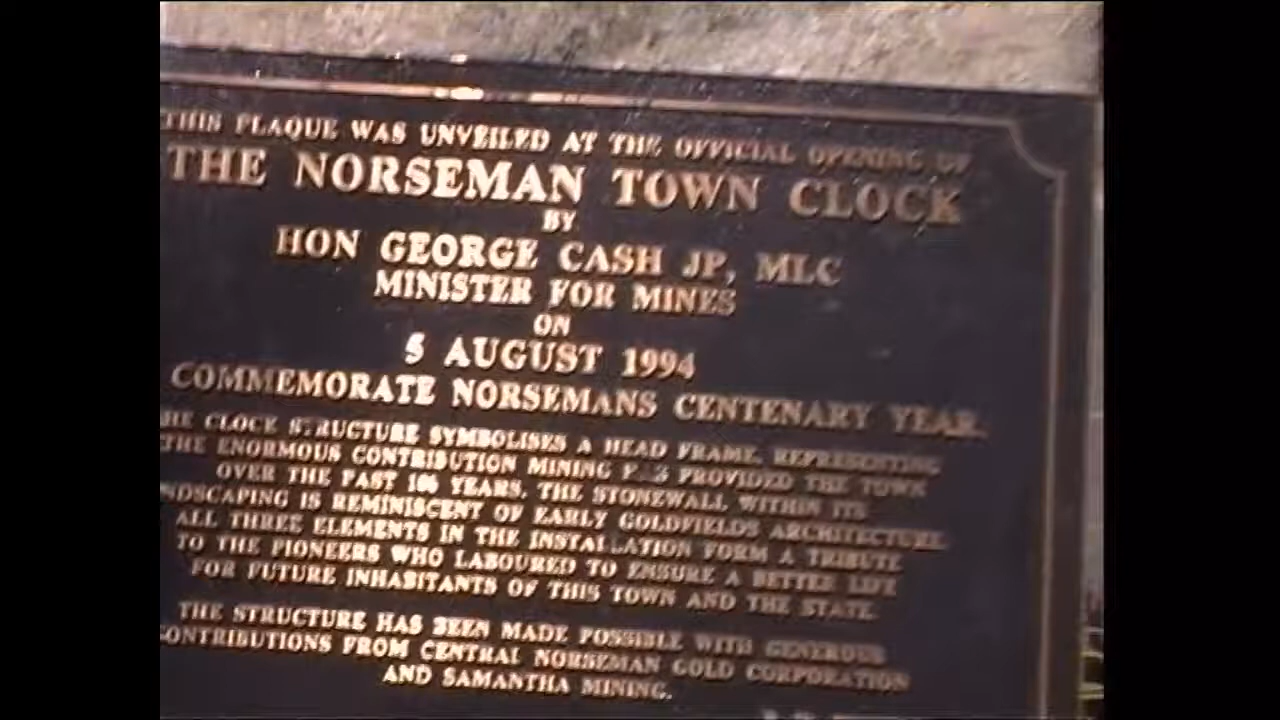 THIS PLAQUE WAS UNVEILED AT THE OFFICIAL OPENING OF
THE NORSEMAN TOWN CLOCK
BY
HON GEORGE CASH JP, MLC
MINISTER FOR MINES
ON
5 AUGUST 1994
COMMEMORATE NORSEMANS CENTENARY YEAR.
HE CLOCK STRUCTURE SYMBOLISES A HEAD FRAME, REPRESENTING
THE ENORMOUS CONTRIBUTION MINING HAS PROVIDED THE TOWN
OVER THE PAST 100 YEARS. THE STONEWALL WITHIN ITS
NDSCAPING IS REMINISCENT OF EARLY GOLDFIELDS ARCHITECTURE.
ALL THREE ELEMENTS IN THE INSTALLATION FORM A TRIBUTE
TO THE PIONEERS WHO LABOURED TO ENSURE A BETTER LIFE
FOR FUTURE INHABITANTS OF THIS TOWN AND THE STATE.
THE STRUCTURE HAS BEEN MADE POSSIBLE WITH GENEROUS
CONTRIBUTIONS FROM CENTRAL NORSEMAN GOLD CORPORATION
AND SAMANTHA MINING.